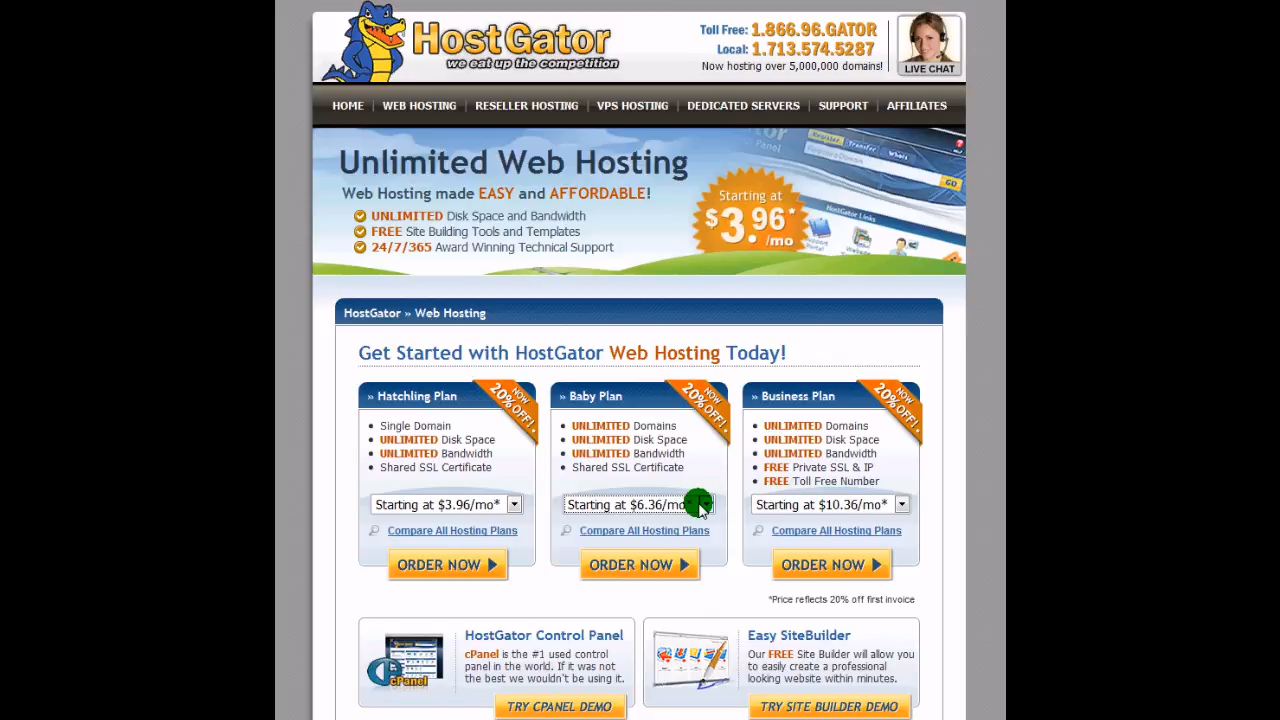 HostGator
we eat up the competition
Toll Free: 1.866.96.GATOR
Local: 1.713.574.5287
Now hosting over 5,000,000 domains!
LIVE CHAT
HOME | WEB HOSTING | RESELLER HOSTING | VPS HOSTING | DEDICATED SERVERS | SUPPORT | AFFILIATES
Unlimited Web Hosting
Web Hosting made EASY and AFFORDABLE!
UNLIMITED Disk Space and Bandwidth
FREE Site Building Tools and Templates
24/7/365 Award Winning Technical Support
Starting at
$3.96*
/mo
Panel
Register Transfer Whois
GO
HostGator Links
Support
Portal
HostGator » Web Hosting
Get Started with HostGator Web Hosting Today!
» Hatchling Plan
NOW
20% OFF!
• Single Domain
• UNLIMITED Disk Space
• UNLIMITED Bandwidth
• Shared SSL Certificate
Starting at $3.96/mo*
Compare All Hosting Plans
ORDER NOW
» Baby Plan
NOW
20% OFF!
• UNLIMITED Domains
• UNLIMITED Disk Space
• UNLIMITED Bandwidth
• Shared SSL Certificate
Starting at $6.36/mo
Compare All Hosting Plans
ORDER NOW
» Business Plan
NOW
20% OFF!
• UNLIMITED Domains
• UNLIMITED Disk Space
• UNLIMITED Bandwidth
• FREE Private SSL & IP
• FREE Toll Free Number
Starting at $10.36/mo*
Compare All Hosting Plans
ORDER NOW
*Price reflects 20% off first invoice
HostGator Control Panel
cPanel is the #1 used control
panel in the world. If it was not
the best we wouldn't be using it.
cPanel
TRY CPANEL DEMO
Easy SiteBuilder
Our FREE Site Builder will allow you
to easily create a professional
looking website within minutes.
TRY SITE BUILDER DEMO